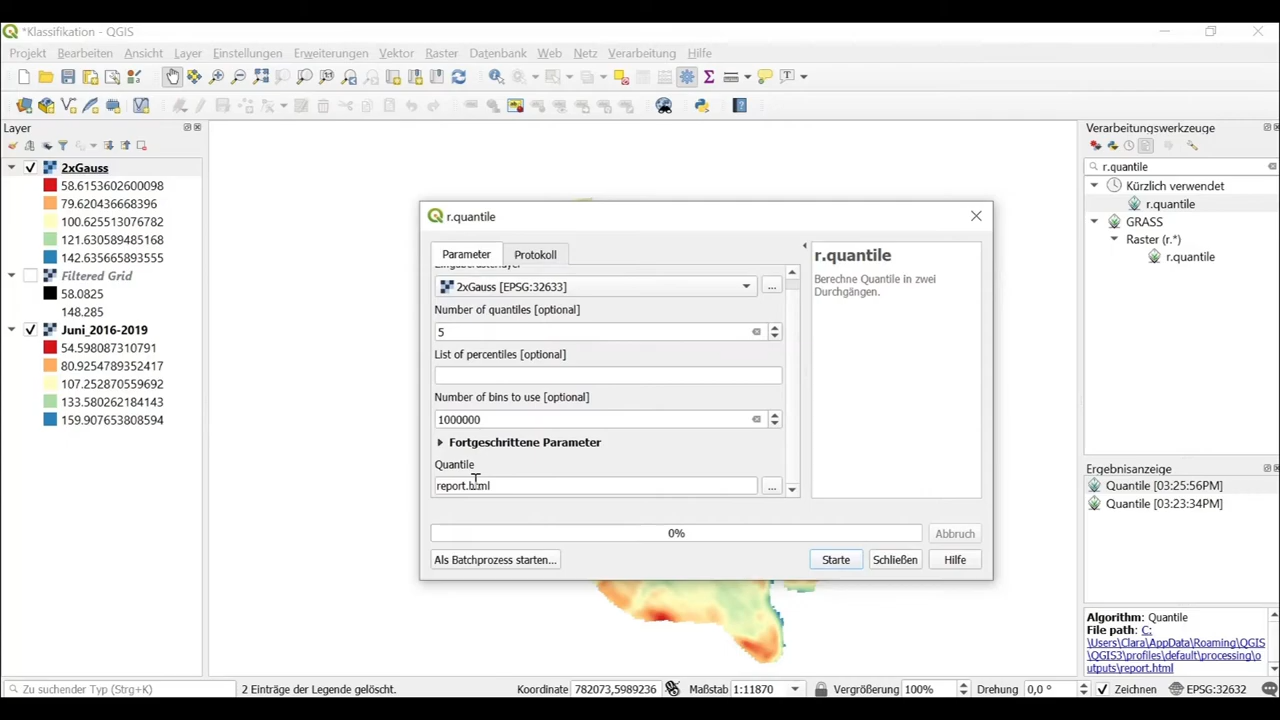 *Klassifikation - QGIS
Projekt Bearbeiten Ansicht Layer Einstellungen Erweiterungen Vektor Raster Datenbank Web Netz Verarbeitung Hilfe
Layer
2xGauss
58.6153602600098
79.620436668396
100.625513076782
121.630589485168
142.635665893555
Filtered Grid
58.0825
148.285
Juni_2016-2019
54.598087310791
80.9254789352417
107.252870559692
133.580262184143
159.907653808594
r.quantile
Parameter Protokoll
2xGauss [EPSG:32633]
...
Number of quantiles [optional]
5
List of percentiles [optional]
Number of bins to use [optional]
1000000
Fortgeschrittene Parameter
Quantile
report.html
...
r.quantile
Berechne Quantile in zwei
Durchgängen.
0%
Abbruch
Als Batchprozess starten...
Starte
Schließen
Hilfe
Verarbeitungswerkzeuge
r.quantile
Kürzlich verwendet
r.quantile
GRASS
Raster (r.*)
r.quantile
Ergebnisanzeige
Quantile [03:25:56PM]
Quantile [03:23:34PM]
Algorithm: Quantile
File path: C:
\Users\Clara\AppData\Roaming\QGIS
\QGIS3\profiles\default\processing\o
utputs\report.html
Zu suchender Typ (Strg+K)
2 Einträge der Legende gelöscht.
Koordinate 782073,5989236
Maßstab 1:11870
Vergrößerung 100%
Drehung 0,0 °
Zeichnen
EPSG:32632